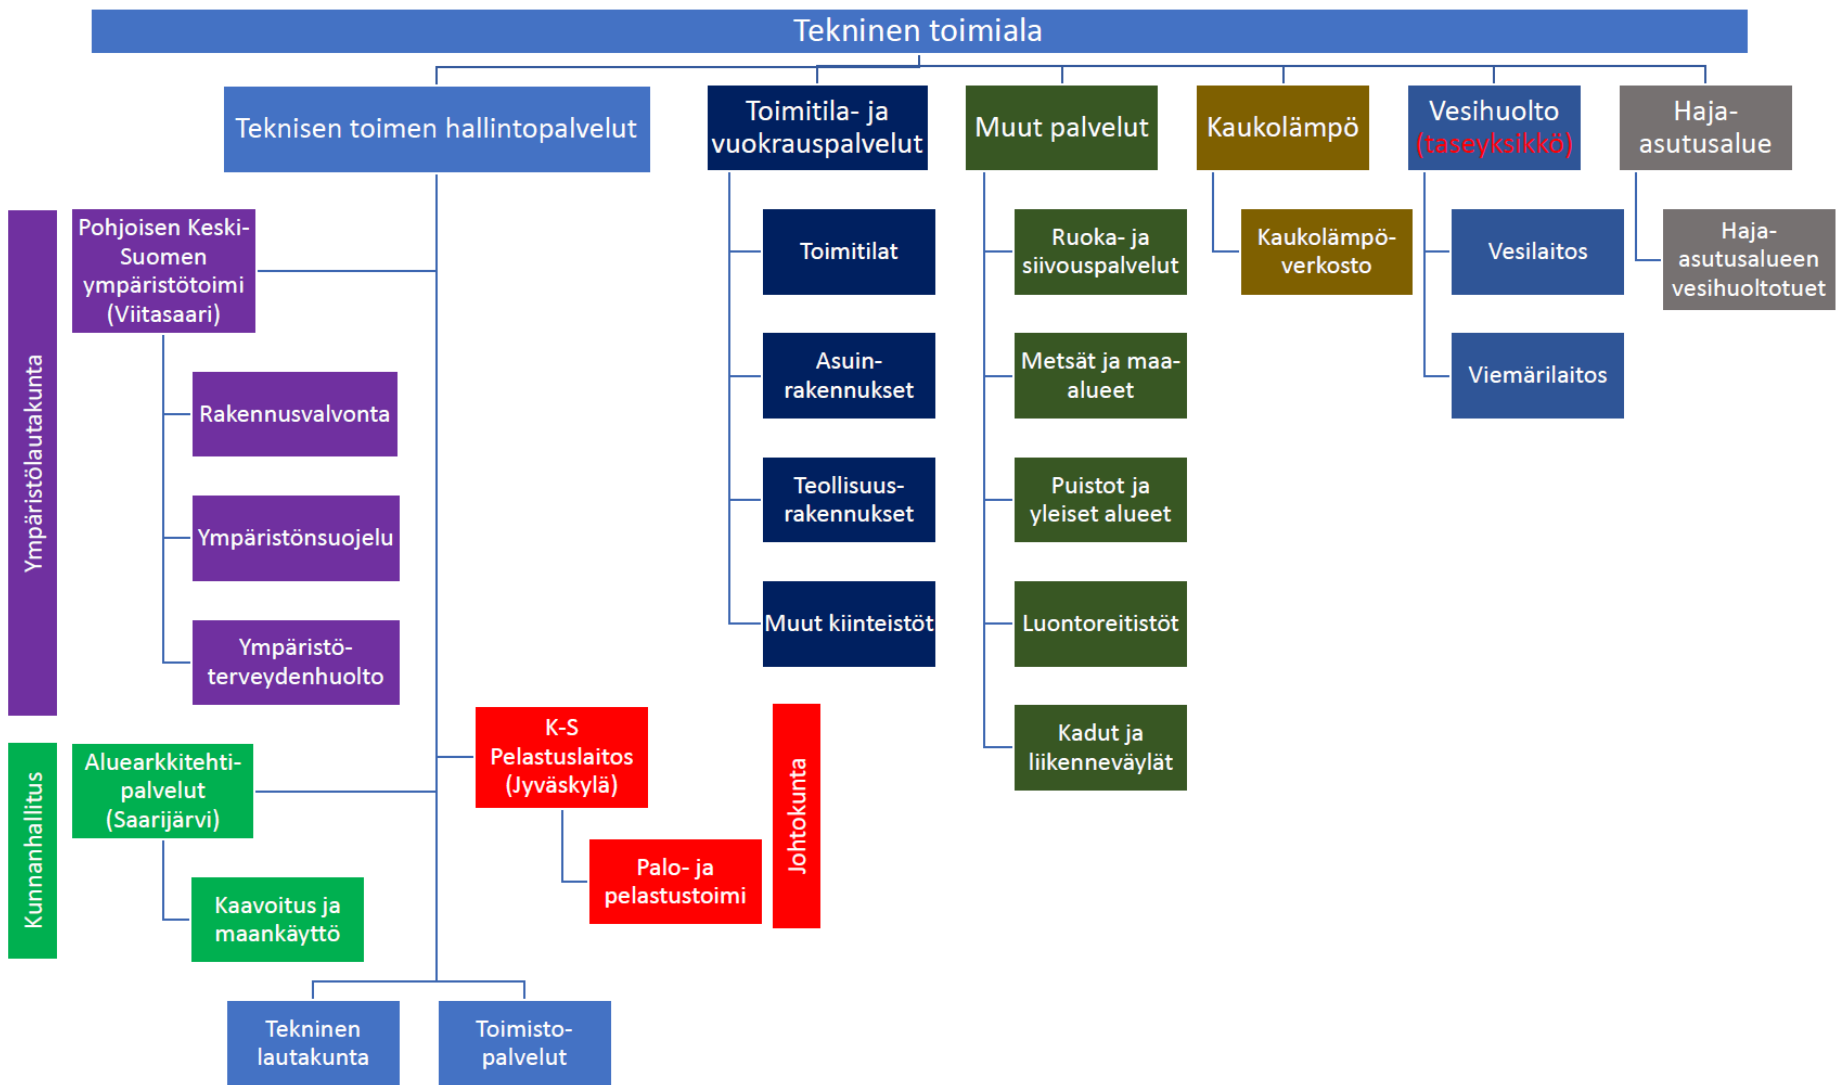 Tekninen toimiala
Teknisen toimen hallintopalvelut
Toimitila- ja
vuokrauspalvelut
Muut palvelut
Kaukolämpö
Vesihuolto
(taseyksikkö)
Haja-
asutusalue
Ympäristölautakunta
Pohjoisen Keski-
Suomen
ympäristötoimi
(Viitasaari)
Rakennusvalvonta
Ympäristönsuojelu
Ympäristö-
terveydenhuolto
Kunnanhallitus
Aluearkkitehti-
palvelut
(Saarijärvi)
Kaavoitus ja
maankäyttö
K-S
Pelastuslaitos
(Jyväskylä)
Palo- ja
pelastustoimi
Johtokunta
Tekninen
lautakunta
Toimisto-
palvelut
Toimitilat
Asuin-
rakennukset
Teollisuus-
rakennukset
Muut kiinteistöt
Ruoka- ja
siivouspalvelut
Metsät ja maa-
alueet
Puistot ja
yleiset alueet
Luontoreitistöt
Kadut ja
liikenneväylät
Kaukolämpö-
verkosto
Vesilaitos
Viemärilaitos
Haja-
asutusalueen
vesihuoltotuet